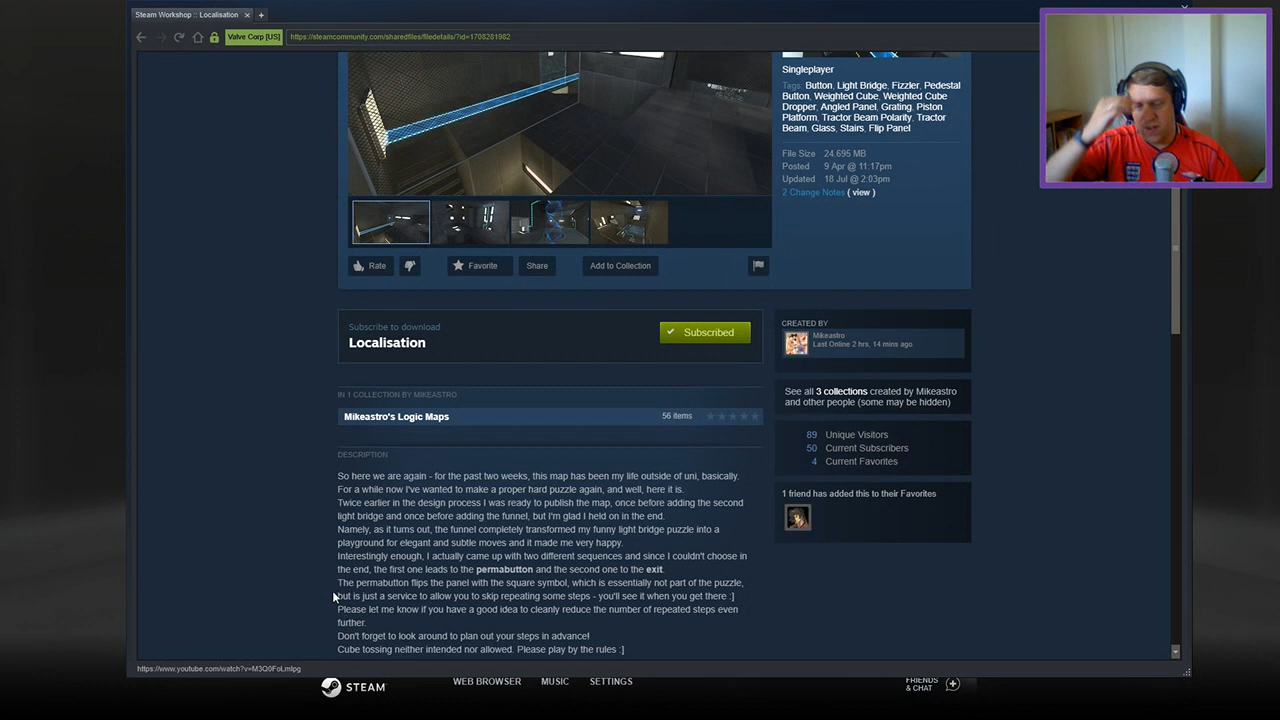 Steam Workshop :: Localisation
Valve Corp [US]
https://steamcommunity.com/sharedfiles/filedetails/?id=1708281982
Singleplayer
Tags: Button, Light Bridge, Fizzler, Pedestal
Button, Weighted Cube, Weighted Cube
Dropper, Angled Panel, Grating, Piston
Platform, Tractor Beam Polarity, Tractor
Beam, Glass, Stairs, Flip Panel
File Size 24.695 MB
Posted 9 Apr @ 11:17pm
Updated 18 Jul @ 2:03pm
2 Change Notes ( view )
Rate Favorite Share Add to Collection
Subscribe to download
Localisation
Subscribed
CREATED BY
Mikeastro
Last Online 2 hrs, 14 mins ago
See all 3 collections created by Mikeastro
and other people (some may be hidden)
IN 1 COLLECTION BY MIKEASTRO
Mikeastro's Logic Maps 56 items
89 Unique Visitors
50 Current Subscribers
4 Current Favorites
1 friend has added this to their Favorites
DESCRIPTION
So here we are again - for the past two weeks, this map has been my life outside of uni, basically.
For a while now I've wanted to make a proper hard puzzle again, and well, here it is.
Twice earlier in the design process I was ready to publish the map, once before adding the second
light bridge and once before adding the funnel, but I'm glad I held on in the end.
Namely, as it turns out, the funnel completely transformed my funny light bridge puzzle into a
playground for elegant and subtle moves and it made me very happy.
Interestingly enough, I actually came up with two different sequences and since I couldn't choose in
the end, the first one leads to the permabutton and the second one to the exit.
The permabutton flips the panel with the square symbol, which is essentially not part of the puzzle,
but is just a service to allow you to skip repeating some steps - you'll see it when you get there :]
Please let me know if you have a good idea to cleanly reduce the number of repeated steps even
further.
Don't forget to look around to plan out your steps in advance!
Cube tossing neither intended nor allowed. Please play by the rules :]
https://www.youtube.com/watch?v=M3Q0FoLmlpg
STEAM
WEB BROWSER MUSIC SETTINGS
FRIENDS
& CHAT